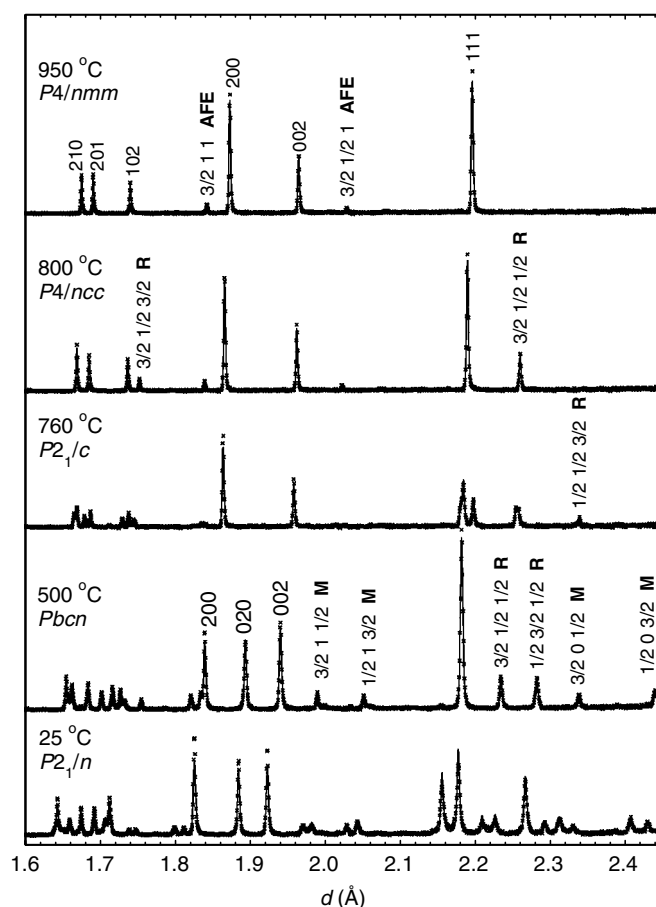 950 °C
P4/nmm
210
201
102
3/2 1 1 AFE
200
002
3/2 1/2 1 AFE
111
800 °C
P4/ncc
3/2 1/2 3/2 R
3/2 1/2 1/2 R
760 °C
P2₁/c
1/2 1/2 3/2 R
500 °C
Pbcn
200
020
002
3/2 1 1/2 M
1/2 1 3/2 M
3/2 1/2 1/2 R
1/2 3/2 1/2 R
3/2 0 1/2 M
1/2 0 3/2 M
25 °C
P2₁/n
1.6 1.7 1.8 1.9 2.0 2.1 2.2 2.3 2.4
d (Å)